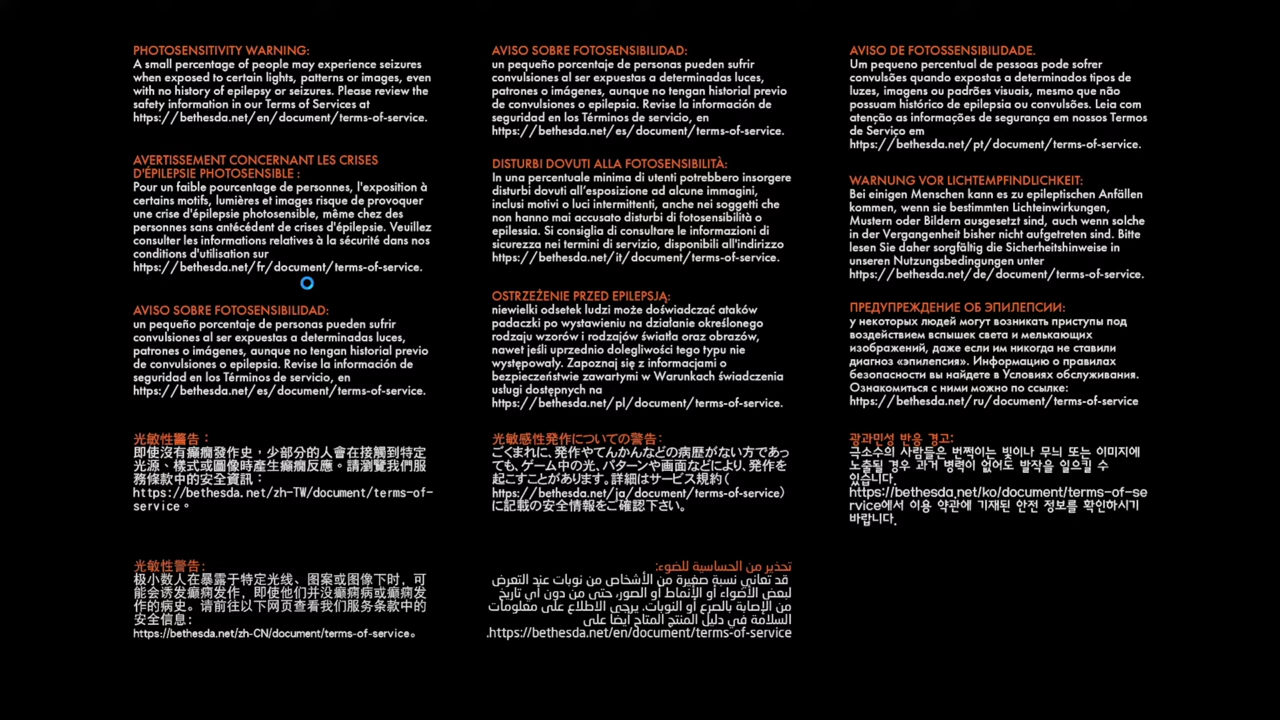 PHOTOSENSITIVITY WARNING:
A small percentage of people may experience seizures
when exposed to certain lights, patterns or images, even
with no history of epilepsy or seizures. Please review the
safety information in our Terms of Services at
https://bethesda.net/en/document/terms-of-service.
AVISO SOBRE FOTOSENSIBILIDAD:
un pequeño porcentaje de personas pueden sufrir
convulsiones al ser expuestas a determinadas luces,
patrones o imágenes, aunque no tengan historial previo
de convulsiones o epilepsia. Revise la información de
seguridad en los Términos de servicio, en
https://bethesda.net/es/document/terms-of-service.
AVISO DE FOTOSSENSIBILIDADE.
Um pequeno percentual de pessoas pode sofrer
convulsões quando expostas a determinados tipos de
luzes, imagens ou padrões visuais, mesmo que não
possuam histórico de epilepsia ou convulsões. Leia com
atenção as informações de segurança em nossos Termos
de Serviço em
https://bethesda.net/pt/document/terms-of-service.
AVERTISSEMENT CONCERNANT LES CRISES
D'ÉPILEPSIE PHOTOSENSIBLE :
Pour un faible pourcentage de personnes, l'exposition à
certains motifs, lumières et images risque de provoquer
une crise d'épilepsie photosensible, même chez des
personnes sans antécédent de crises d'épilepsie. Veuillez
consulter les informations relatives à la sécurité dans nos
conditions d'utilisation sur
https://bethesda.net/fr/document/terms-of-service.
DISTURBI DOVUTI ALLA FOTOSENSIBILITÀ:
In una percentuale minima di utenti potrebbero insorgere
disturbi dovuti all'esposizione ad alcune immagini,
inclusi motivi o luci intermittenti, anche nei soggetti che
non hanno mai accusato disturbi di fotosensibilità o
epilessia. Si consiglia di consultare le informazioni di
sicurezza nei termini di servizio, disponibili all'indirizzo
https://bethesda.net/it/document/terms-of-service.
WARNUNG VOR LICHTEMPFINDLICHKEIT:
Bei einigen Menschen kann es zu epileptischen Anfällen
kommen, wenn sie bestimmten Lichteinwirkungen,
Mustern oder Bildern ausgesetzt sind, auch wenn solche
in der Vergangenheit bisher nicht aufgetreten sind. Bitte
lesen Sie daher sorgfältig die Sicherheitshinweise in
unseren Nutzungsbedingungen unter
https://bethesda.net/de/document/terms-of-service.
AVISO SOBRE FOTOSENSIBILIDAD:
un pequeño porcentaje de personas pueden sufrir
convulsiones al ser expuestas a determinadas luces,
patrones o imágenes, aunque no tengan historial previo
de convulsiones o epilepsia. Revise la información de
seguridad en los Términos de servicio, en
https://bethesda.net/es/document/terms-of-service.
OSTRZEŻENIE PRZED EPILEPSJĄ:
niewielki odsetek ludzi może doświadczać ataków
padaczki po wystawieniu na działanie określonego
rodzaju wzorów i rodzajów światła oraz obrazów,
nawet jeśli uprzednio dolegliwości tego typu nie
występowały. Zapoznaj się z informacjami o
bezpieczeństwie zawartymi w Warunkach świadczenia
usługi dostępnych na
https://bethesda.net/pl/document/terms-of-service.
ПРЕДУПРЕЖДЕНИЕ ОБ ЭПИЛЕПСИИ:
у некоторых людей могут возникать приступы под
воздействием вспышек света и мелькающих
изображений, даже если им никогда не ставили
диагноз «эпилепсия». Информацию о правилах
безопасности вы найдете в Условиях обслуживания.
Ознакомиться с ними можно по ссылке:
https://bethesda.net/ru/document/terms-of-service
光敏性警告：
即使沒有癲癇發作史，少部分的人會在接觸到特定
光源、樣式或圖像時產生癲癇反應。請瀏覽我們服
務條款中的安全資訊：
https://bethesda.net/zh-TW/document/terms-of-
service。
光敏感性発作についての警告:
ごくまれに、発作やてんかんなどの病歴がない方であっ
ても、ゲーム中の光、パターンや画面などにより、発作を
起こすことがあります。詳細はサービス規約（
https://bethesda.net/ja/document/terms-of-service）
に記載の安全情報をご確認下さい。
광과민성 반응 경고:
극소수의 사람들은 번쩍이는 빛이나 무늬 또는 이미지에
노출될 경우 과거 병력이 없어도 발작을 일으킬 수
있습니다.
https://bethesda.net/ko/document/terms-of-se
rvice에서 이용 약관에 기재된 안전 정보를 확인하시기
바랍니다.
光敏性警告:
极小数人在暴露于特定光线、图案或图像下时，可
能会诱发癫痫发作，即使他们并没癫痫病或癫痫发
作的病史。请前往以下网页查看我们服务条款中的
安全信息:
https://bethesda.net/zh-CN/document/terms-of-service。
تحذير من الحساسية للضوء:
قد تعاني نسبة صغيرة من الأشخاص من نوبات عند التعرض
لبعض الأضواء أو الأنماط أو الصور، حتى من دون أي تاريخ
من الإصابة بالصرع أو النوبات. يرجى الاطلاع على معلومات
السلامة في دليل المنتج المتاح أيضًا على
https://bethesda.net/en/document/terms-of-service.